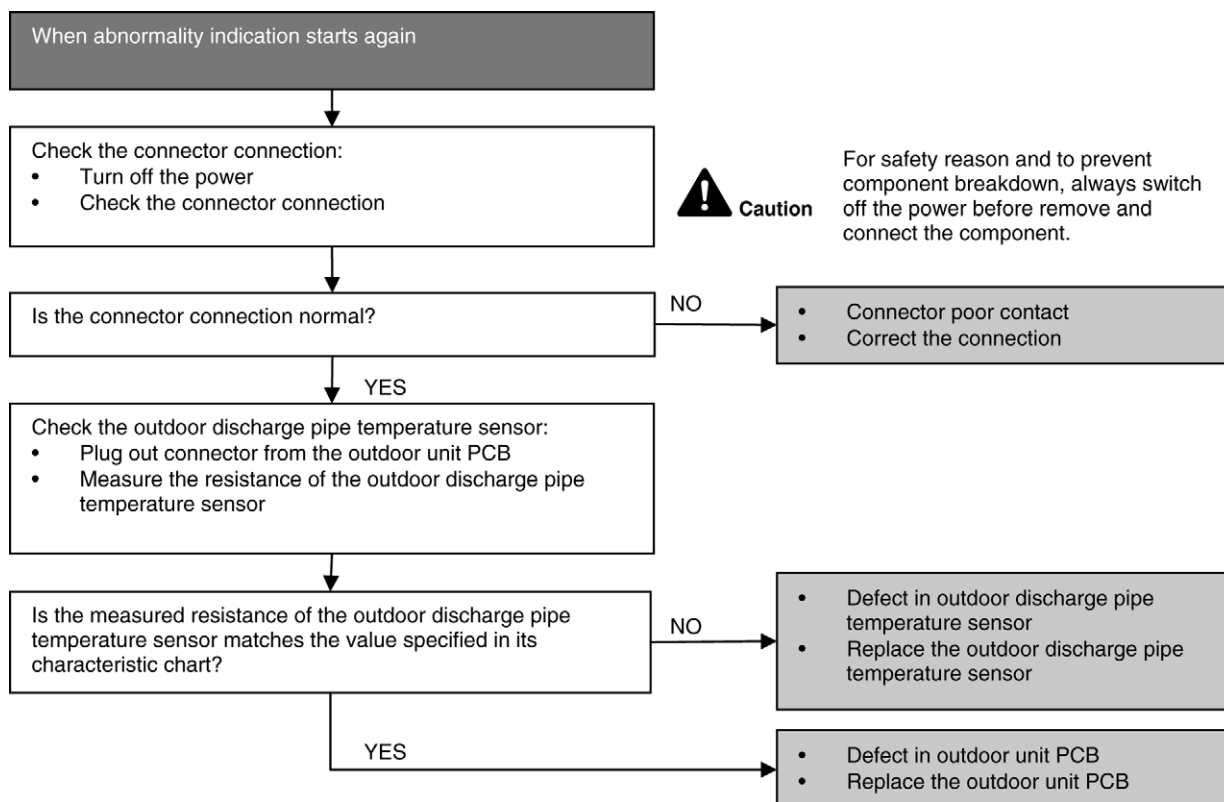 When abnormality indication starts again
Check the connector connection:
• Turn off the power
• Check the connector connection
Caution
For safety reason and to prevent
component breakdown, always switch
off the power before remove and
connect the component.
Is the connector connection normal?
NO
• Connector poor contact
• Correct the connection
YES
Check the outdoor discharge pipe temperature sensor:
• Plug out connector from the outdoor unit PCB
• Measure the resistance of the outdoor discharge pipe
temperature sensor
Is the measured resistance of the outdoor discharge pipe
temperature sensor matches the value specified in its
characteristic chart?
NO
• Defect in outdoor discharge pipe
temperature sensor
• Replace the outdoor discharge pipe
temperature sensor
YES
• Defect in outdoor unit PCB
• Replace the outdoor unit PCB